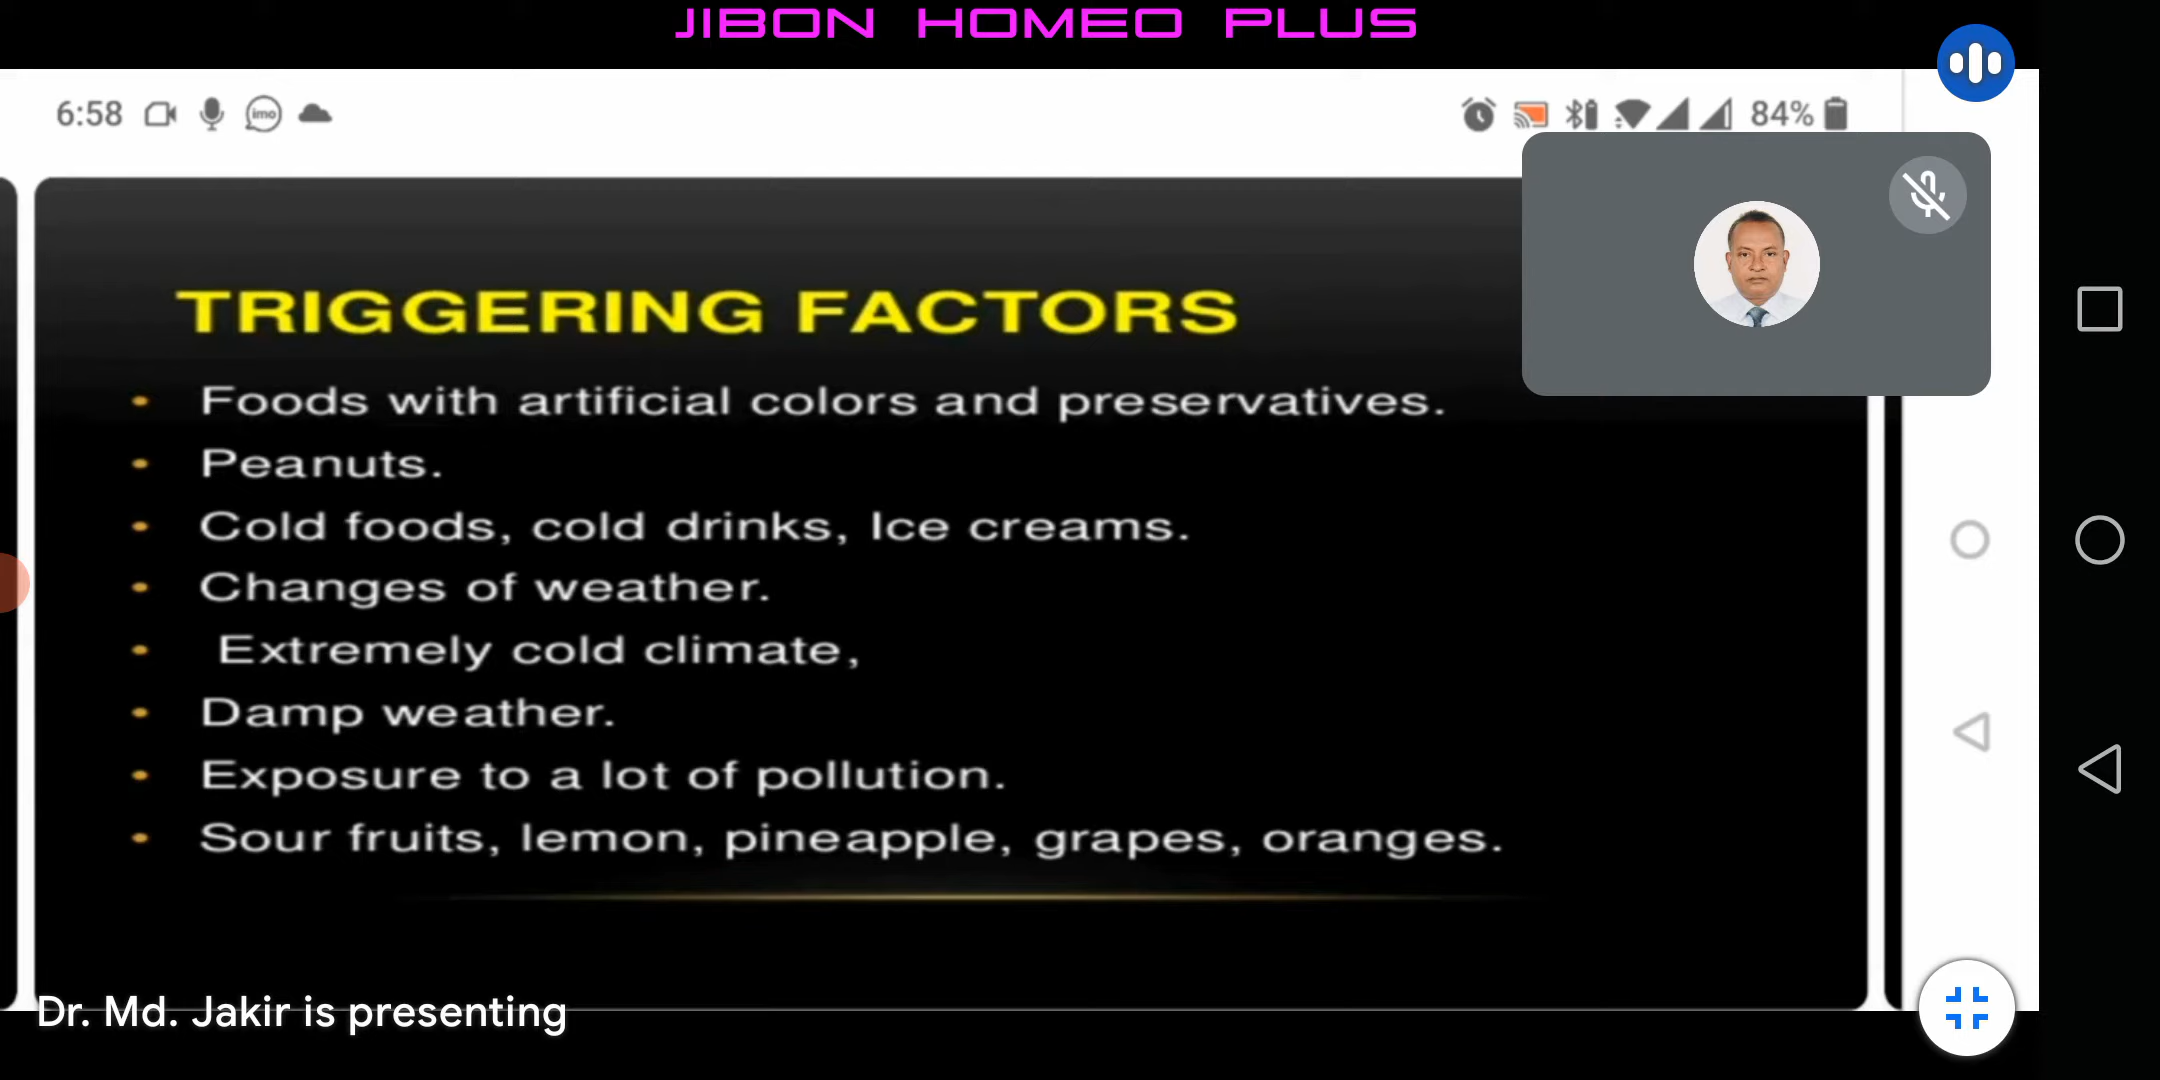 JIBON HOMEO PLUS
6:58 imo 84%
TRIGGERING FACTORS
• Foods with artificial colors and preservatives.
• Peanuts.
• Cold foods, cold drinks, Ice creams.
• Changes of weather.
• Extremely cold climate,
• Damp weather.
• Exposure to a lot of pollution.
• Sour fruits, lemon, pineapple, grapes, oranges.
Dr. Md. Jakir is presenting